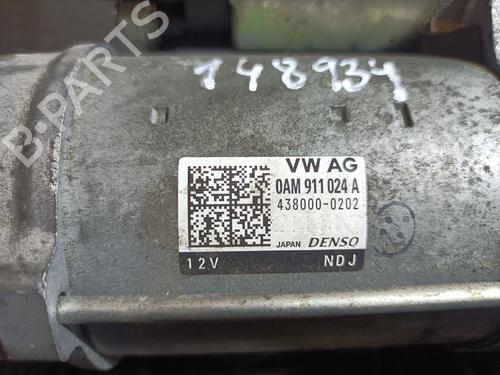 148934
B-PARTS
VW AG
0AM 911 024 A
438000-0202
JAPAN DENSO
12V NDJ